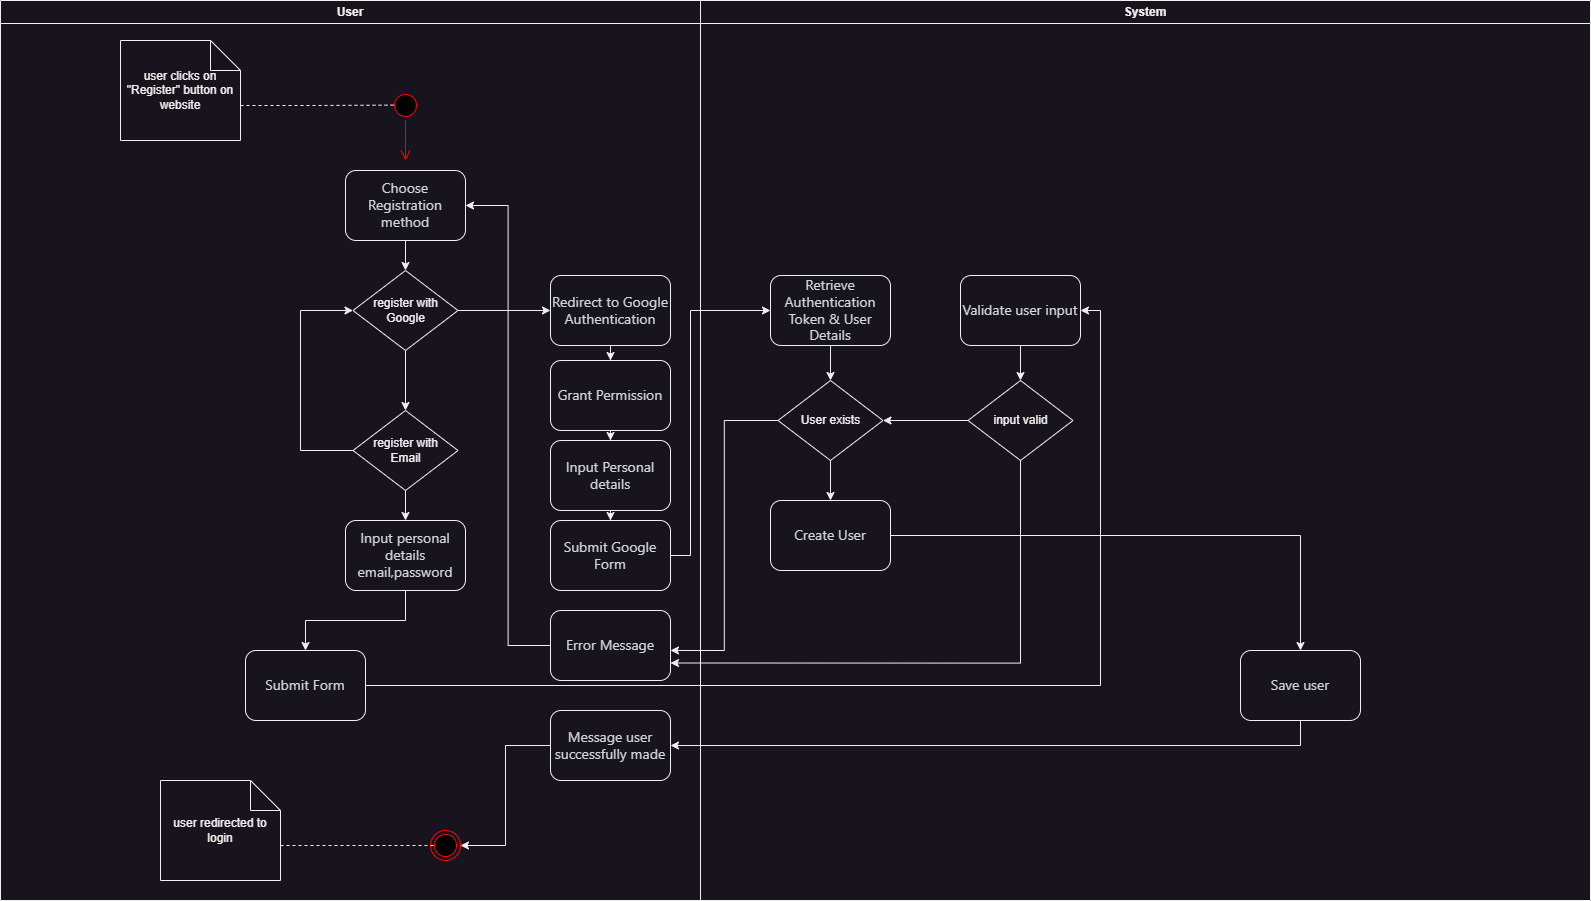 User
System
user clicks on
"Register" button on
website
Choose
Registration
method
register with
Google
Redirect to Google
Authentication
Retrieve
Authentication
Token & User
Details
Validate user input
Grant Permission
User exists
input valid
register with
Email
Input Personal
details
Input personal
details
email,password
Submit Google
Form
Create User
Error Message
Submit Form
Save user
Message user
successfully made
user redirected to
login